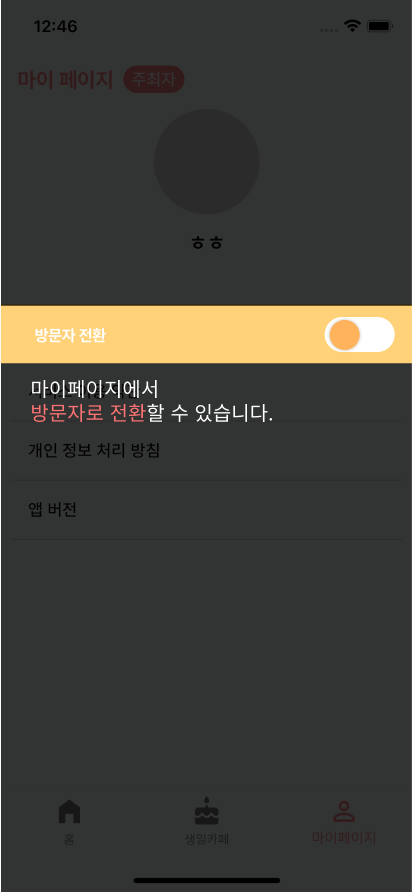 12:46
마이 페이지 주최자
ㅎㅎ
방문자 전환
마이페이지에서
방문자로 전환할 수 있습니다.
개인 정보 처리 방침
앱 버전
홈 생일카페 마이페이지